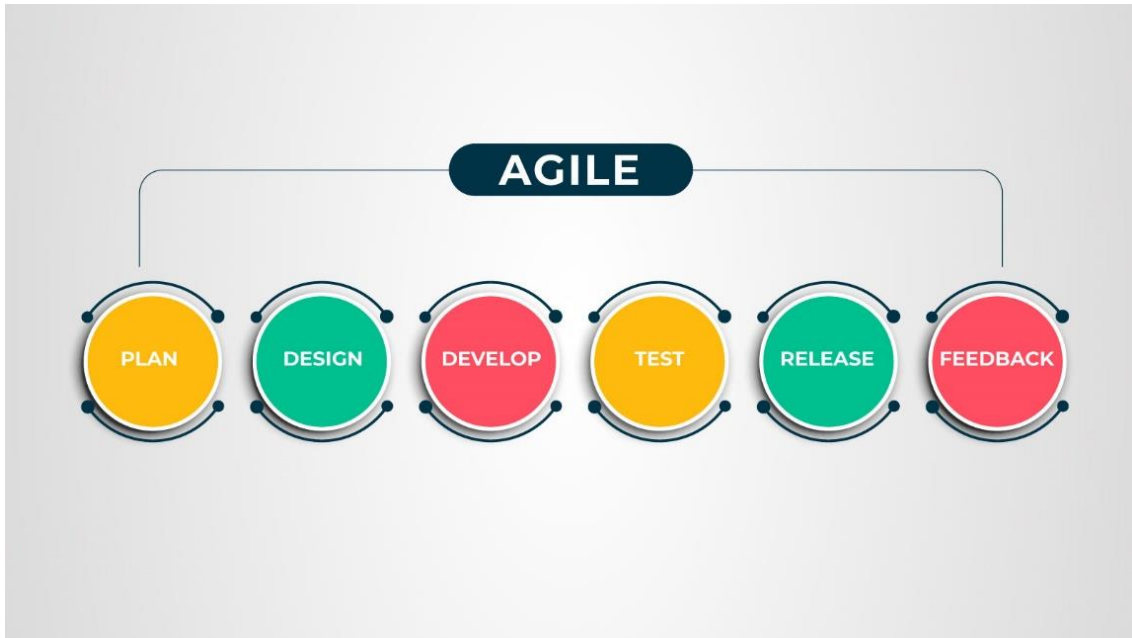 AGILE
PLAN
DESIGN
DEVELOP
TEST
RELEASE
FEEDBACK